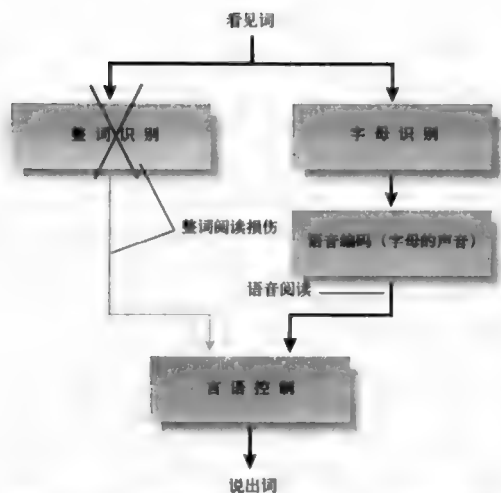 看见词
整词识别
字母识别
整词阅读损伤
语音编码（字母的声音）
语音阅读
言语控制
说出词